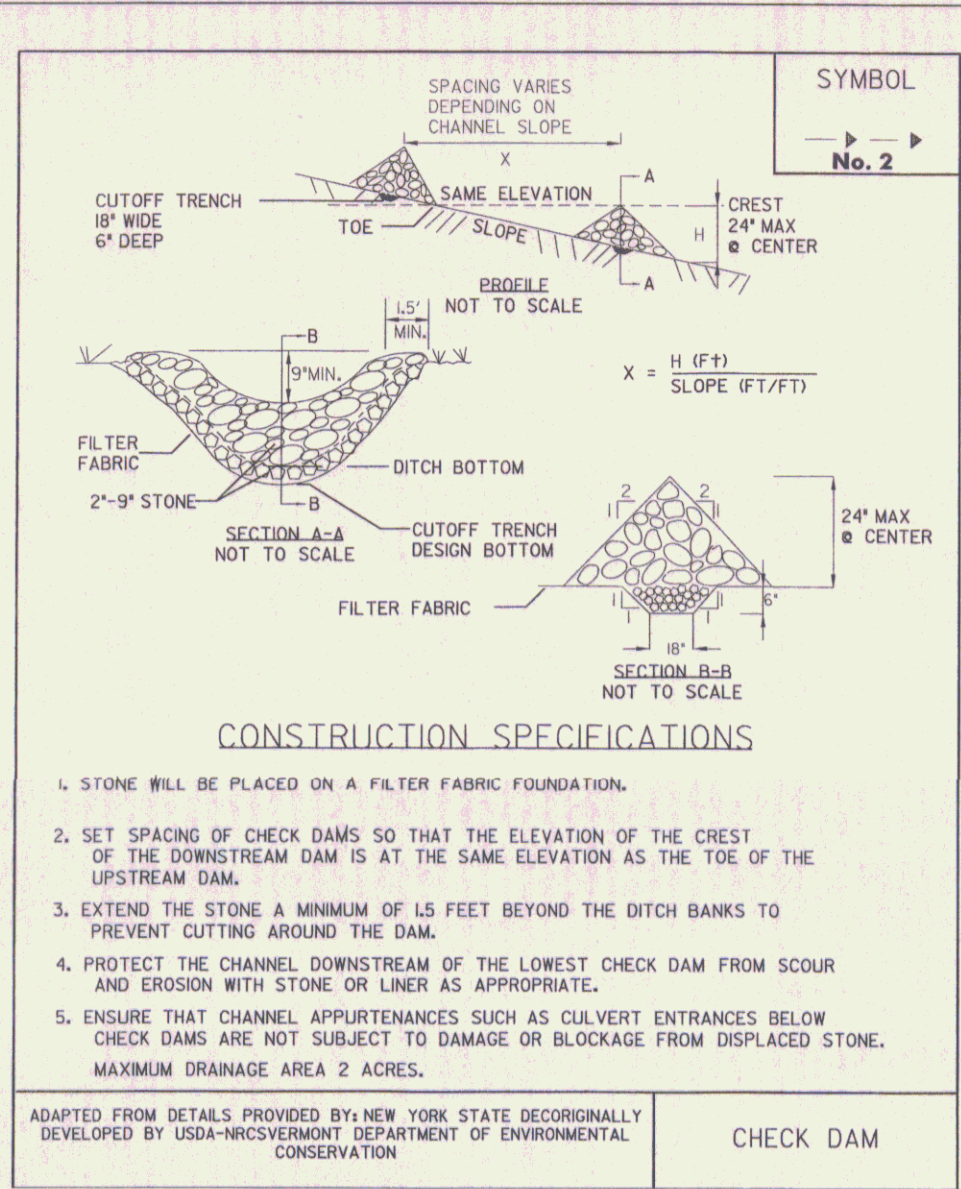 SYMBOL
No. 2
SPACING VARIES
DEPENDING ON
CHANNEL SLOPE
X
A
CUTOFF TRENCH
18" WIDE
6" DEEP
SAME ELEVATION
TOE
SLOPE
H
CREST
24" MAX
@ CENTER
A
PROFILE
NOT TO SCALE
1.5'
MIN.
B
9" MIN.
X = H (Ft)
SLOPE (FT/FT)
FILTER
FABRIC
2"-9" STONE
DITCH BOTTOM
B
SECTION A-A
NOT TO SCALE
CUTOFF TRENCH
DESIGN BOTTOM
2
2
1
1
24" MAX
@ CENTER
FILTER FABRIC
6"
1
1
1
1
18"
SECTION B-B
NOT TO SCALE
CONSTRUCTION SPECIFICATIONS
1. STONE WILL BE PLACED ON A FILTER FABRIC FOUNDATION.
2. SET SPACING OF CHECK DAMS SO THAT THE ELEVATION OF THE CREST
OF THE DOWNSTREAM DAM IS AT THE SAME ELEVATION AS THE TOE OF THE
UPSTREAM DAM.
3. EXTEND THE STONE A MINIMUM OF 1.5 FEET BEYOND THE DITCH BANKS TO
PREVENT CUTTING AROUND THE DAM.
4. PROTECT THE CHANNEL DOWNSTREAM OF THE LOWEST CHECK DAM FROM SCOUR
AND EROSION WITH STONE OR LINER AS APPROPRIATE.
5. ENSURE THAT CHANNEL APPURTENANCES SUCH AS CULVERT ENTRANCES BELOW
CHECK DAMS ARE NOT SUBJECT TO DAMAGE OR BLOCKAGE FROM DISPLACED STONE.
MAXIMUM DRAINAGE AREA 2 ACRES.
ADAPTED FROM DETAILS PROVIDED BY: NEW YORK STATE DECORIGINALLY
DEVELOPED BY USDA-NRCSVERMONT DEPARTMENT OF ENVIRONMENTAL
CONSERVATION
CHECK DAM